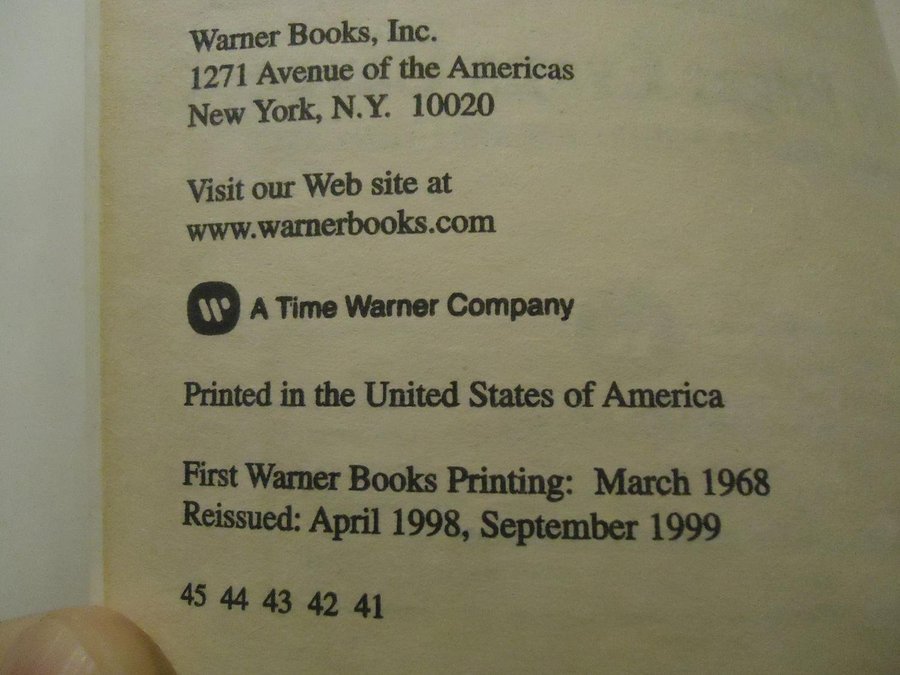 Warner Books, Inc.
1271 Avenue of the Americas
New York, N.Y. 10020
Visit our Web site at
www.warnerbooks.com
A Time Warner Company
Printed in the United States of America
First Warner Books Printing: March 1968
Reissued: April 1998, September 1999
45 44 43 42 41